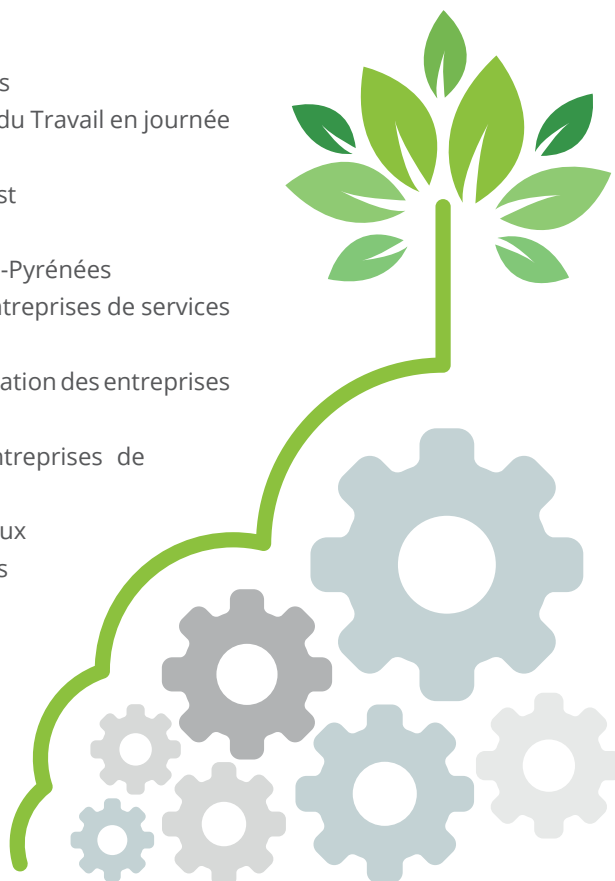 s
du Travail en journée
st
-Pyrénées
ntreprises de services
ation des entreprises
ntreprises de
ux
s